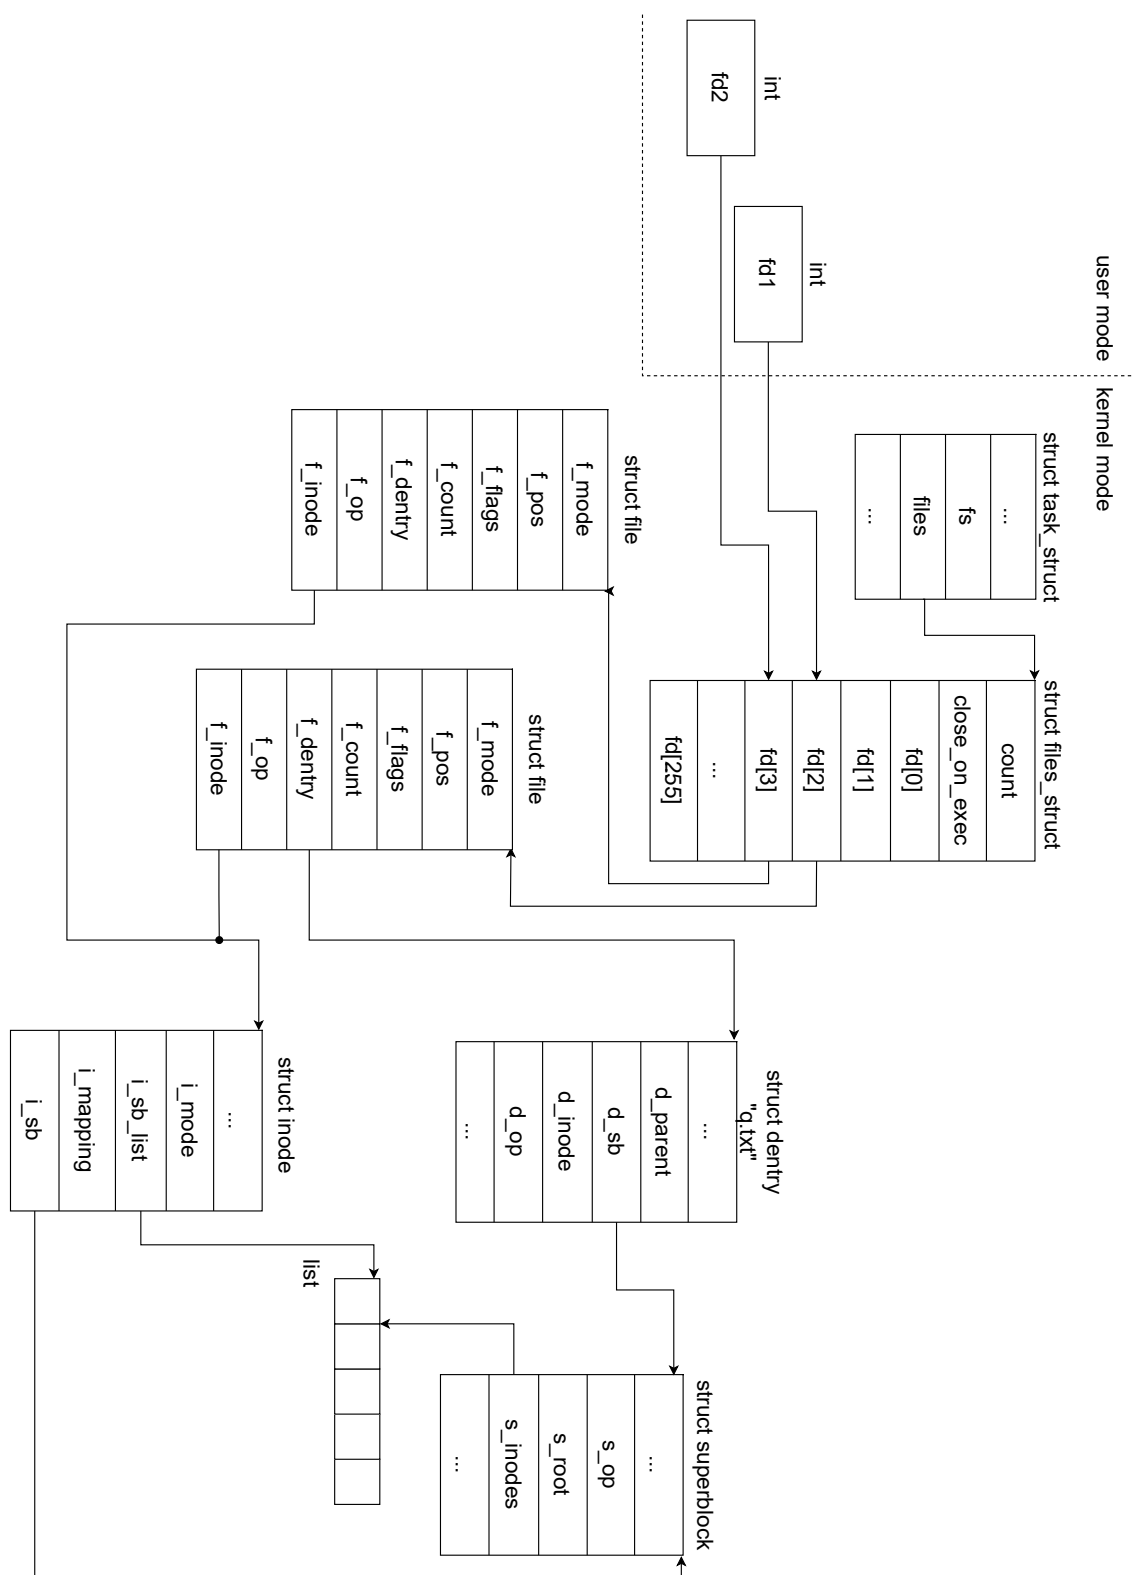 user mode
kernel mode
int
fd2
int
fd1
struct task_struct
...
fs
files
...
struct files_struct
count
close_on_exec
fd[0]
fd[1]
fd[2]
fd[3]
...
fd[255]
struct file
f_mode
f_pos
f_flags
f_count
f_dentry
f_op
f_inode
struct file
f_mode
f_pos
f_flags
f_count
f_dentry
f_op
f_inode
struct dentry
"q.txt"
...
d_parent
d_sb
d_inode
d_op
...
struct inode
...
i_mode
i_sb_list
i_mapping
i_sb
list
struct superblock
...
s_op
s_root
s_inodes
...